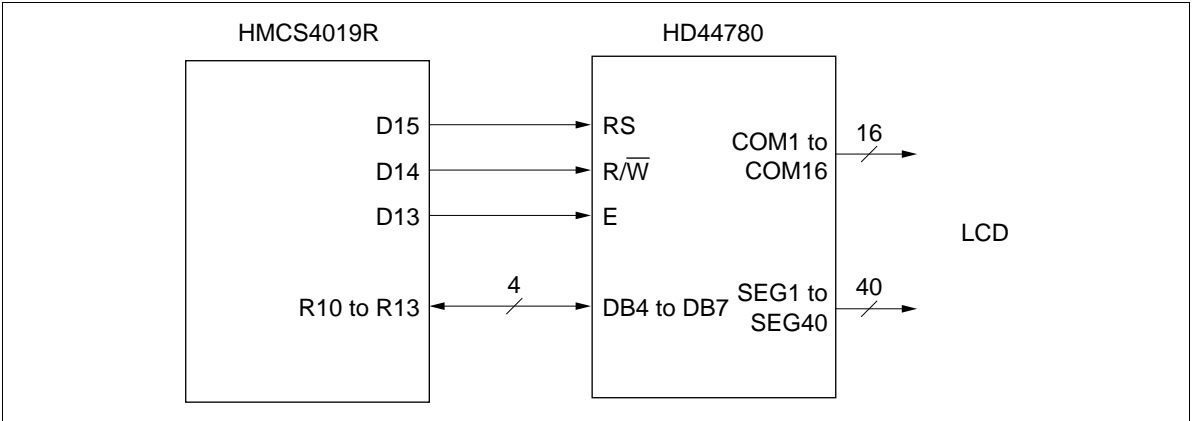 HMCS4019R
HD44780
D15
RS
D14
R/W̅
D13
E
R10 to R13
4
DB4 to DB7
COM1 to
COM16
16
SEG1 to
SEG40
40
LCD